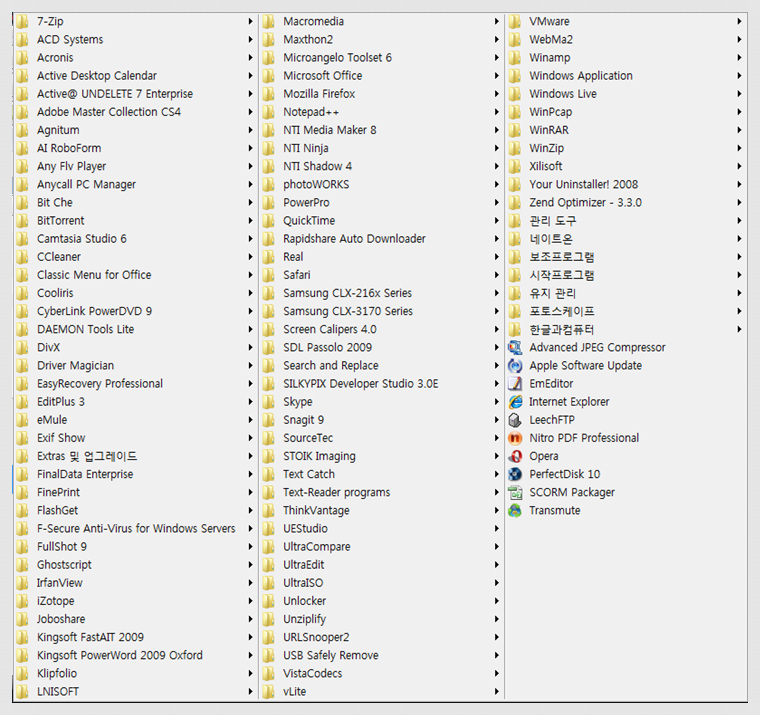 7-Zip
ACD Systems
Acronis
Active Desktop Calendar
Active@ UNDELETE 7 Enterprise
Adobe Master Collection CS4
Agnitum
AI RoboForm
Any Flv Player
Anycall PC Manager
Bit Che
BitTorrent
Camtasia Studio 6
CCleaner
Classic Menu for Office
Cooliris
CyberLink PowerDVD 9
DAEMON Tools Lite
DivX
Driver Magician
EasyRecovery Professional
EditPlus 3
eMule
Exif Show
Extras 및 업그레이드
FinalData Enterprise
FinePrint
FlashGet
F-Secure Anti-Virus for Windows Servers
FullShot 9
Ghostscript
IrfanView
iZotope
Joboshare
Kingsoft FastAIT 2009
Kingsoft PowerWord 2009 Oxford
Klipfolio
LNISOFT
Macromedia
Maxthon2
Microangelo Toolset 6
Microsoft Office
Mozilla Firefox
Notepad++
NTI Media Maker 8
NTI Ninja
NTI Shadow 4
photoWORKS
PowerPro
QuickTime
Rapidshare Auto Downloader
Real
Safari
Samsung CLX-216x Series
Samsung CLX-3170 Series
Screen Calipers 4.0
SDL Passolo 2009
Search and Replace
SILKYPIX Developer Studio 3.0E
Skype
Snagit 9
SourceTec
STOIK Imaging
Text Catch
Text-Reader programs
ThinkVantage
UEStudio
UltraCompare
UltraEdit
UltraISO
Unlocker
Unziplify
URLSnooper2
USB Safely Remove
VistaCodecs
vLite
VMware
WebMa2
Winamp
Windows Application
Windows Live
WinPcap
WinRAR
WinZip
Xilisoft
Your Uninstaller! 2008
Zend Optimizer - 3.3.0
관리 도구
네이트온
보조프로그램
시작프로그램
유지 관리
포토스케이프
한글과컴퓨터
Advanced JPEG Compressor
Apple Software Update
EmEditor
Internet Explorer
LeechFTP
Nitro PDF Professional
Opera
PerfectDisk 10
SCORM Packager
Transmute